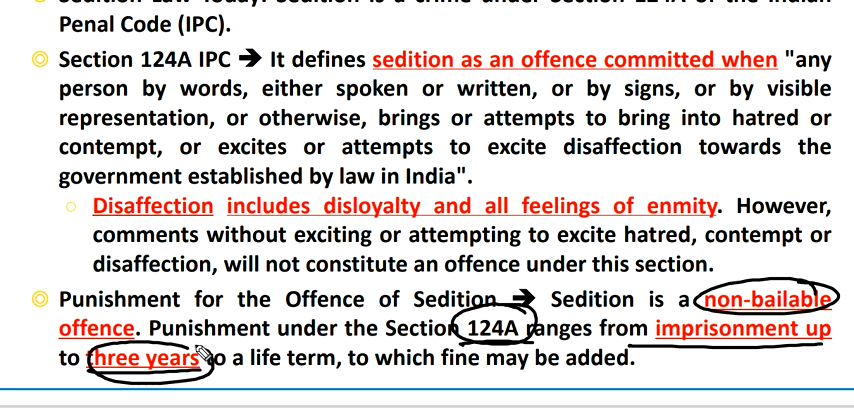 Penal Code (IPC).
Section 124A IPC → It defines sedition as an offence committed when "any
person by words, either spoken or written, or by signs, or by visible
representation, or otherwise, brings or attempts to bring into hatred or
contempt, or excites or attempts to excite disaffection towards the
government established by law in India".
Disaffection includes disloyalty and all feelings of enmity. However,
comments without exciting or attempting to excite hatred, contempt or
disaffection, will not constitute an offence under this section.
Punishment for the Offence of Sedition → Sedition is a non-bailable
offence. Punishment under the Section 124A ranges from imprisonment up
to three years to a life term, to which fine may be added.